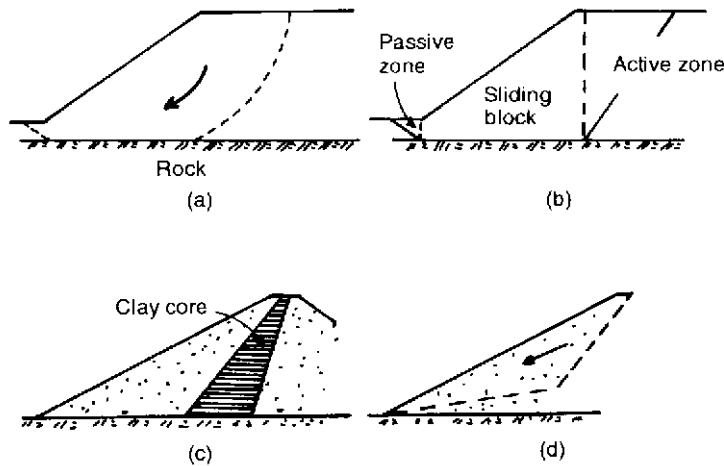 Rock
(a)
Passive
zone
Active zone
Sliding
block
(b)
Clay core
(c)
(d)